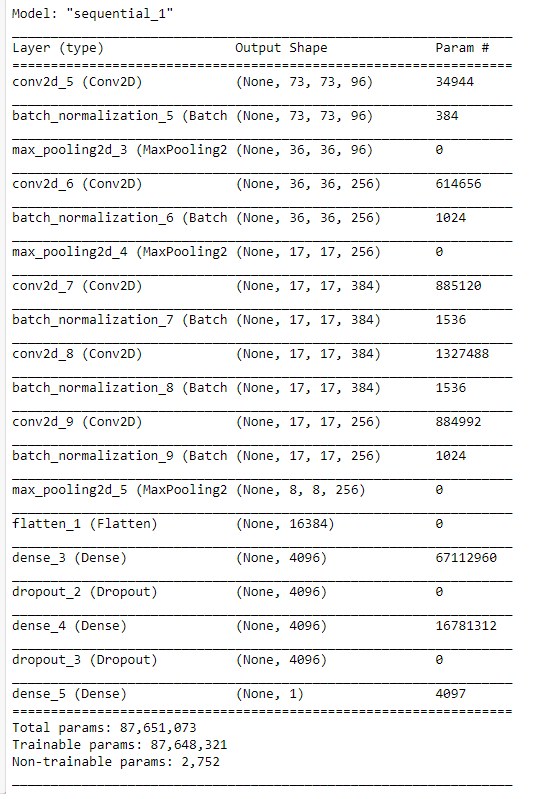 Model: "sequential_1"
Layer (type) Output Shape Param #
conv2d_5 (Conv2D) (None, 73, 73, 96) 34944
batch_normalization_5 (Batch (None, 73, 73, 96) 384
max_pooling2d_3 (MaxPooling2 (None, 36, 36, 96) 0
conv2d_6 (Conv2D) (None, 36, 36, 256) 614656
batch_normalization_6 (Batch (None, 36, 36, 256) 1024
max_pooling2d_4 (MaxPooling2 (None, 17, 17, 256) 0
conv2d_7 (Conv2D) (None, 17, 17, 384) 885120
batch_normalization_7 (Batch (None, 17, 17, 384) 1536
conv2d_8 (Conv2D) (None, 17, 17, 384) 1327488
batch_normalization_8 (Batch (None, 17, 17, 384) 1536
conv2d_9 (Conv2D) (None, 17, 17, 256) 884992
batch_normalization_9 (Batch (None, 17, 17, 256) 1024
max_pooling2d_5 (MaxPooling2 (None, 8, 8, 256) 0
flatten_1 (Flatten) (None, 16384) 0
dense_3 (Dense) (None, 4096) 67112960
dropout_2 (Dropout) (None, 4096) 0
dense_4 (Dense) (None, 4096) 16781312
dropout_3 (Dropout) (None, 4096) 0
dense_5 (Dense) (None, 1) 4097
Total params: 87,651,073
Trainable params: 87,648,321
Non-trainable params: 2,752